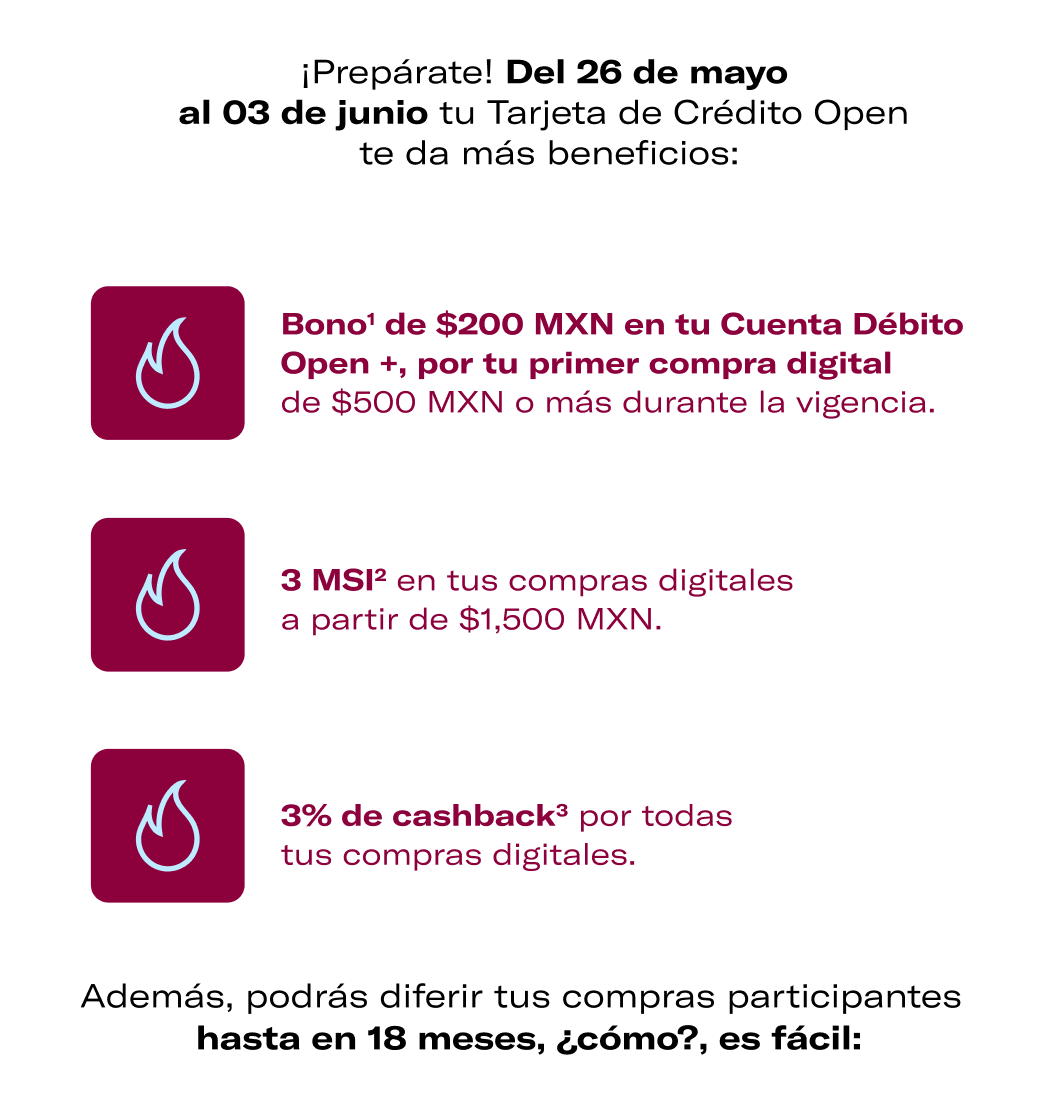 ¡Prepárate! Del 26 de mayo
al 03 de junio tu Tarjeta de Crédito Open
te da más beneficios:
Bono¹ de $200 MXN en tu Cuenta Débito
Open +, por tu primer compra digital
de $500 MXN o más durante la vigencia.
3 MSI² en tus compras digitales
a partir de $1,500 MXN.
3% de cashback³ por todas
tus compras digitales.
Además, podrás diferir tus compras participantes
hasta en 18 meses, ¿cómo?, es fácil: